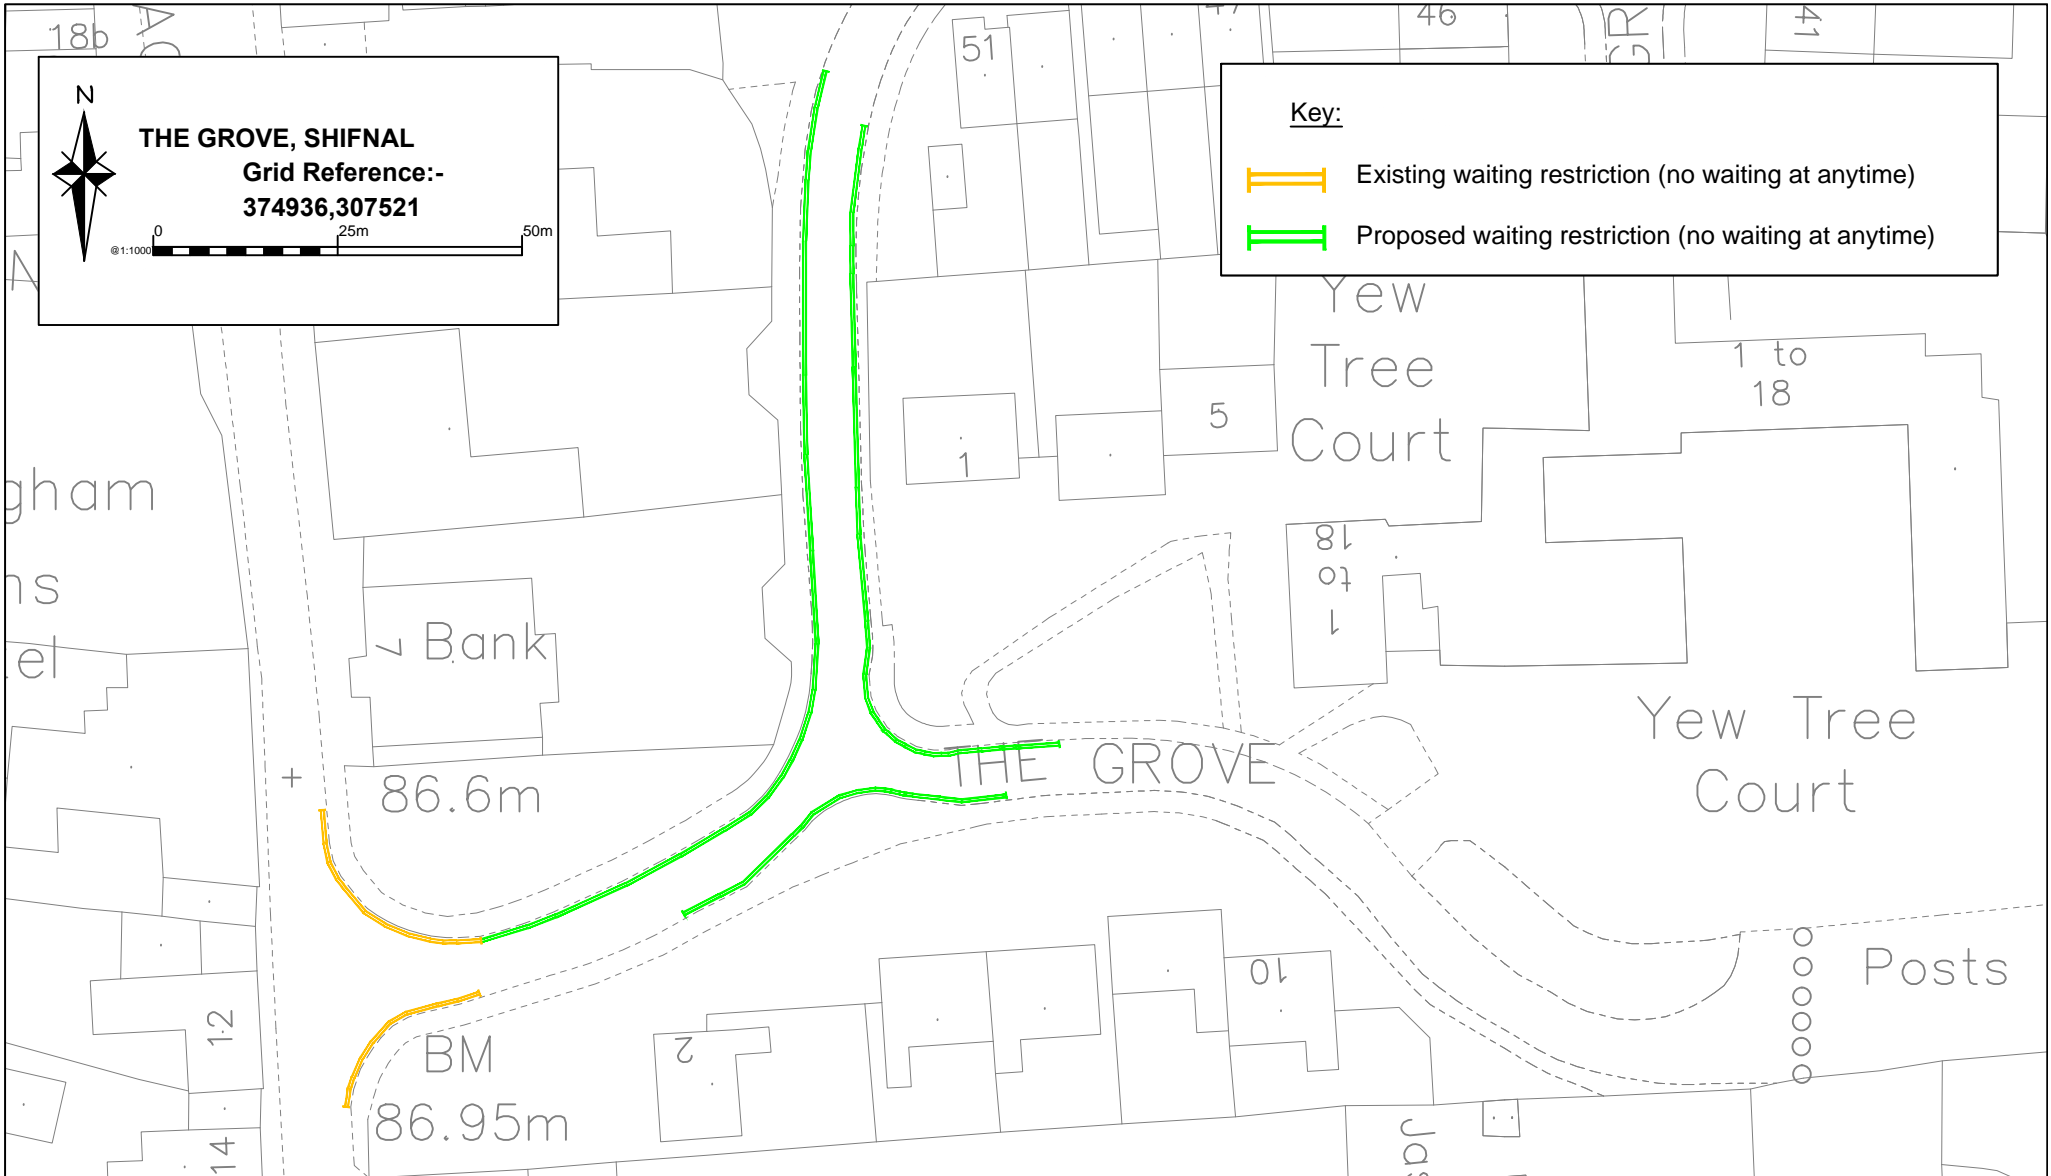 18b
51
46
41
GR
N
THE GROVE, SHIFNAL
Grid Reference:-
374936,307521
0 25m 50m
@1:1000
Key:
Existing waiting restriction (no waiting at anytime)
Proposed waiting restriction (no waiting at anytime)
Yew
Tree
Court
1 to
18
5
1
gham
ns
el
7 Bank
1 to 18
86.6m
THE GROVE
Yew Tree
Court
Posts
10
2
12
BM
86.95m
14
Jas